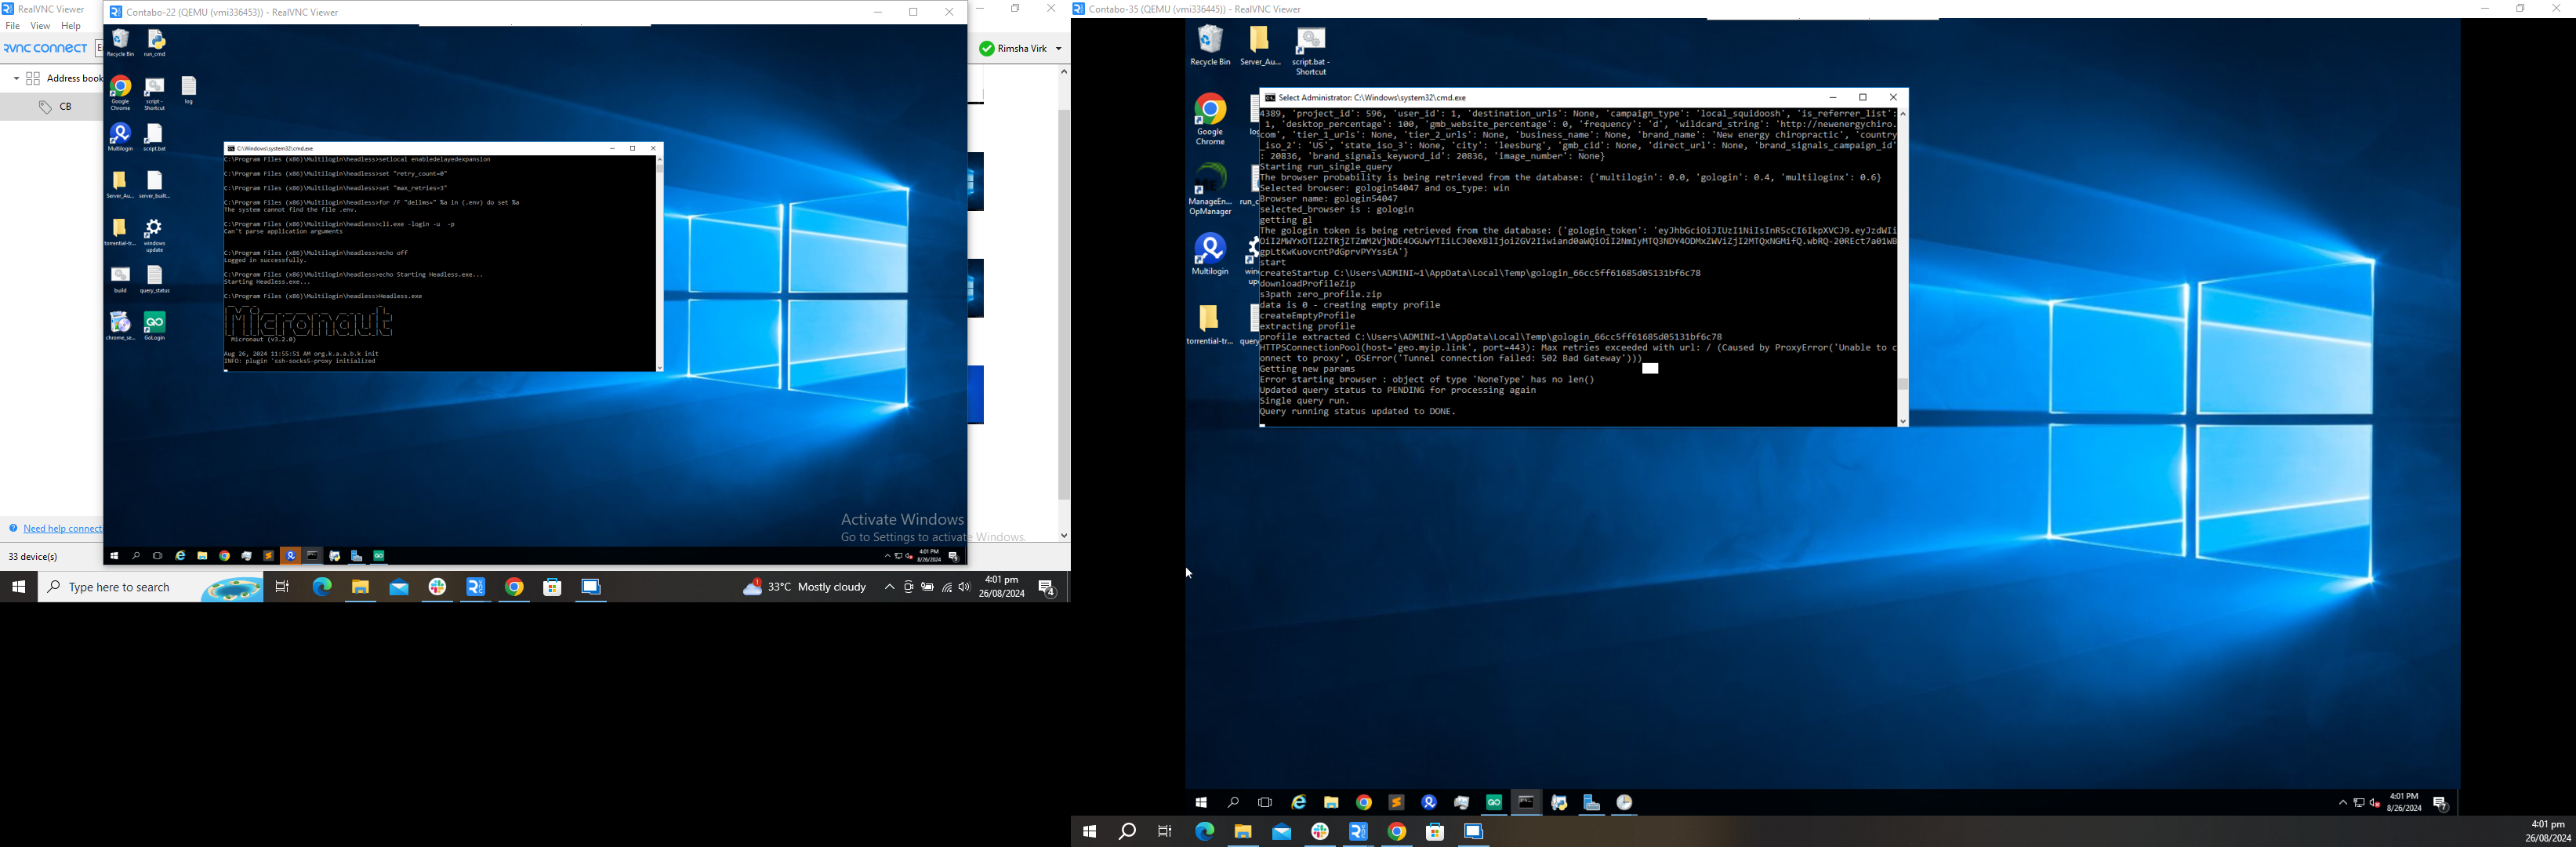 RealVNC Viewer
File View Help
RVNC CONNECT
Address book
CB
Need help connecti
33 device(s)
Rimsha Virk
Contabo-22 (QEMU (vmi336453)) - RealVNC Viewer
Recycle Bin
run_cmd
Google Chrome
script - Shortcut
log
Multilogin
script.bat
Server_Au...
server_built...
torrential-tr...
windows update
build
query_status
chrome_se...
GoLogin
C:\Windows\system32\cmd.exe
C:\Program Files (x86)\Multilogin\headless>setlocal enabledelayedexpansion
C:\Program Files (x86)\Multilogin\headless>set "retry_count=0"
C:\Program Files (x86)\Multilogin\headless>set "max_retries=3"
C:\Program Files (x86)\Multilogin\headless>for /F "delims=" %a in (.env) do set %a
The system cannot find the file .env.
C:\Program Files (x86)\Multilogin\headless>cli.exe -login -u -p
Can't parse application arguments
C:\Program Files (x86)\Multilogin\headless>echo off
Logged in successfully.
C:\Program Files (x86)\Multilogin\headless>echo Starting Headless.exe...
Starting Headless.exe...
C:\Program Files (x86)\Multilogin\headless>Headless.exe
Micronaut
Micronaut (v3.2.0)
Aug 26, 2024 11:55:51 AM org.k.a.a.b.k init
INFO: plugin 'ssh-socks5-proxy initialized
Activate Windows
Go to Settings to activate Windows.
4:01 PM
8/26/2024
Type here to search
33°C Mostly cloudy
4:01 pm
26/08/2024
Contabo-35 (QEMU (vmi336445)) - RealVNC Viewer
Recycle Bin
Server_Au...
script.bat - Shortcut
Google Chrome
ManageEn... OpManager
Multilogin
torrential-tr...
Select Administrator: C:\Windows\system32\cmd.exe
4389, 'project_id': 596, 'user_id': 1, 'destination_urls': None, 'campaign_type': 'local_squidoosh', 'is_referrer_list':
1, 'desktop_percentage': 100, 'gmb_website_percentage': 0, 'frequency': 'd', 'wildcard_string': 'http://newenergychiro.
com', 'tier_1_urls': None, 'tier_2_urls': None, 'business_name': None, 'brand_name': 'New energy chiropractic', 'country
_iso_2': 'US', 'state_iso_3': None, 'city': 'leesburg', 'gmb_cid': None, 'direct_url': None, 'brand_signals_campaign_id'
: 20836, 'brand_signals_keyword_id': 20836, 'image_number': None}
Starting run_single_query
The browser probability is being retrieved from the database: {'multilogin': 0.0, 'gologin': 0.4, 'multiloginx': 0.6}
Selected browser: gologin54047 and os_type: win
Browser name: gologin54047
selected_browser is : gologin
getting gl
The gologin token is being retrieved from the database: {'gologin_token':
start
createStartup C:\Users\ADMINI~1\AppData\Local\Temp\gologin_66cc5ff61685d05131bf6c78
downloadProfileZip
s3path zero_profile.zip
data is 0 - creating empty profile
createEmptyProfile
extracting profile
profile extracted C:\Users\ADMINI~1\AppData\Local\Temp\gologin_66cc5ff61685d05131bf6c78
HTTPSConnectionPool(host='geo.myip.link', port=443): Max retries exceeded with url: / (Caused by ProxyError('Unable to c
onnect to proxy', OSError('Tunnel connection failed: 502 Bad Gateway')))
Getting new params
Error starting browser : object of type 'NoneType' has no len()
Updated query status to PENDING for processing again
Single query run.
Query running status updated to DONE.
4:01 PM
8/26/2024
4:01 pm
26/08/2024